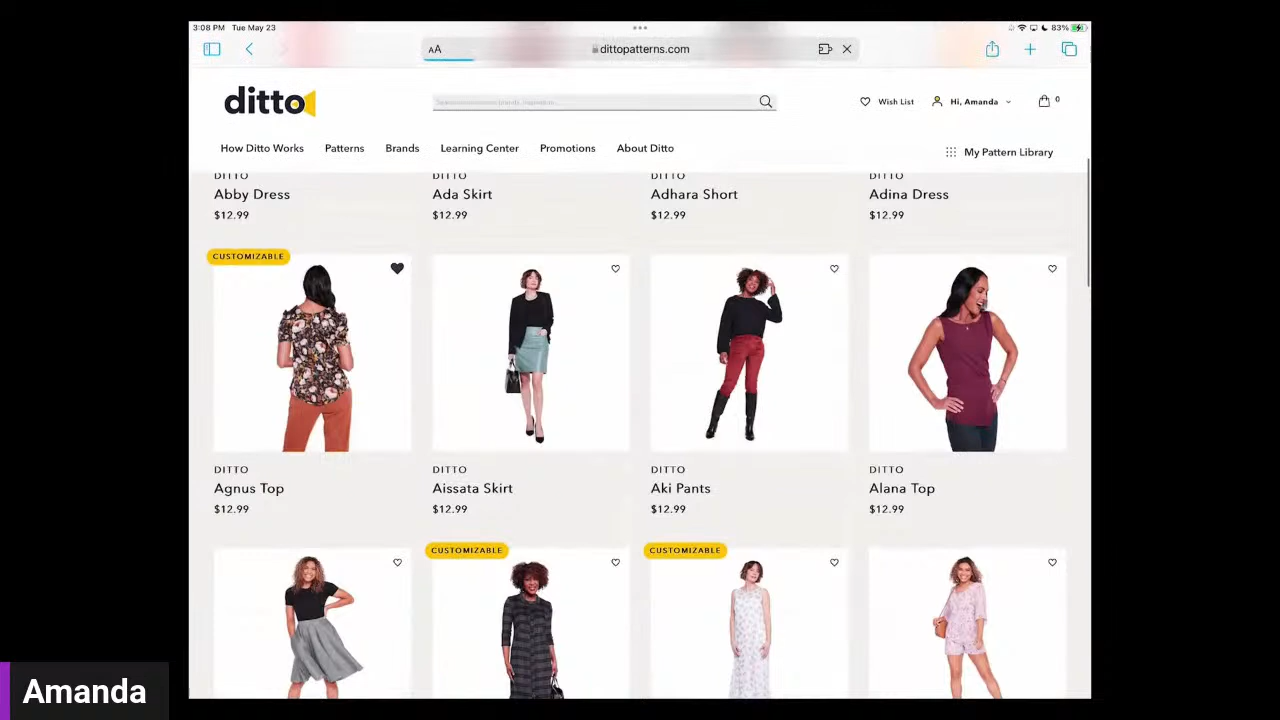 3:08 PM Tue May 23
83%
AA
dittopatterns.com
ditto
Wish List
Hi, Amanda
0
How Ditto Works
Patterns
Brands
Learning Center
Promotions
About Ditto
My Pattern Library
DITTO
DITTO
DITTO
DITTO
Abby Dress
Ada Skirt
Adhara Short
Adina Dress
$12.99
$12.99
$12.99
$12.99
CUSTOMIZABLE
DITTO
DITTO
DITTO
DITTO
Agnus Top
Aissata Skirt
Aki Pants
Alana Top
$12.99
$12.99
$12.99
$12.99
CUSTOMIZABLE
CUSTOMIZABLE
Amanda